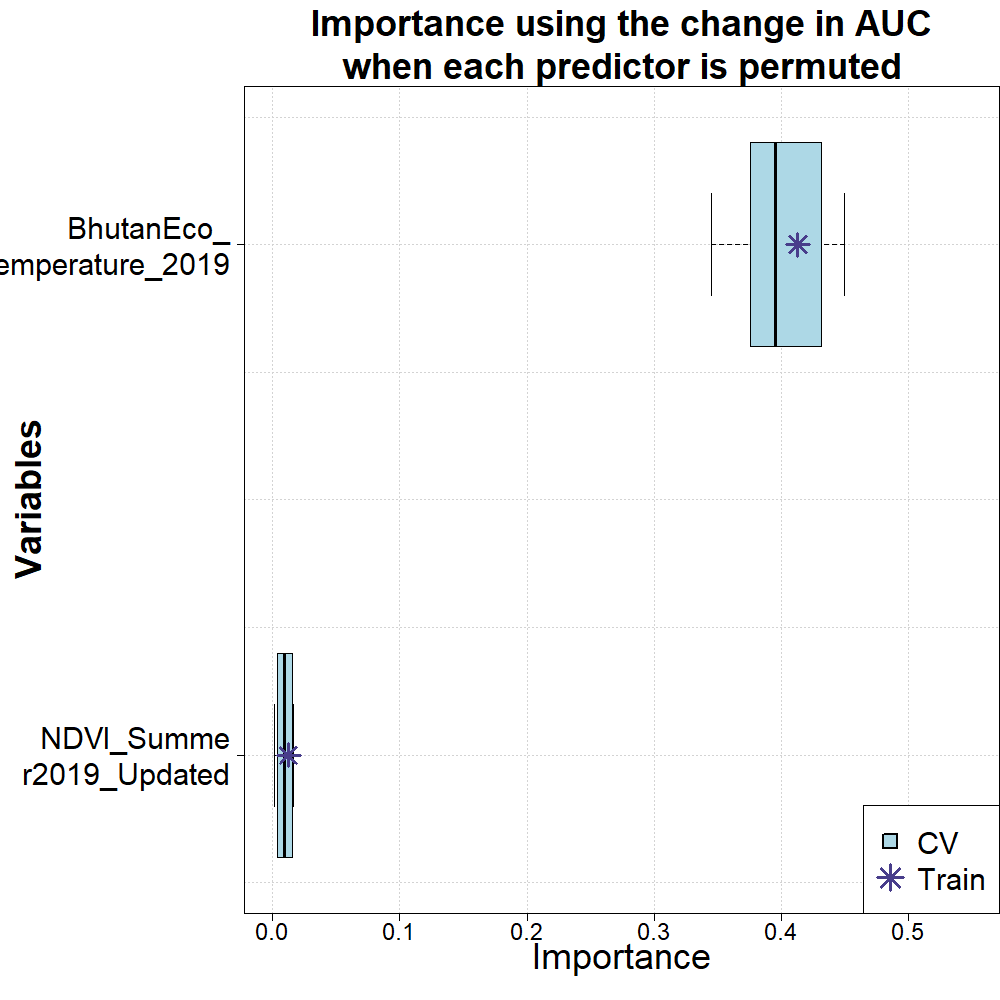 Importance using the change in AUC
when each predictor is permuted
BhutanEco_
emperature_2019
Variables
NDVI_Summe
r2019_Updated
CV
Train
0.0 0.1 0.2 0.3 0.4 0.5
Importance